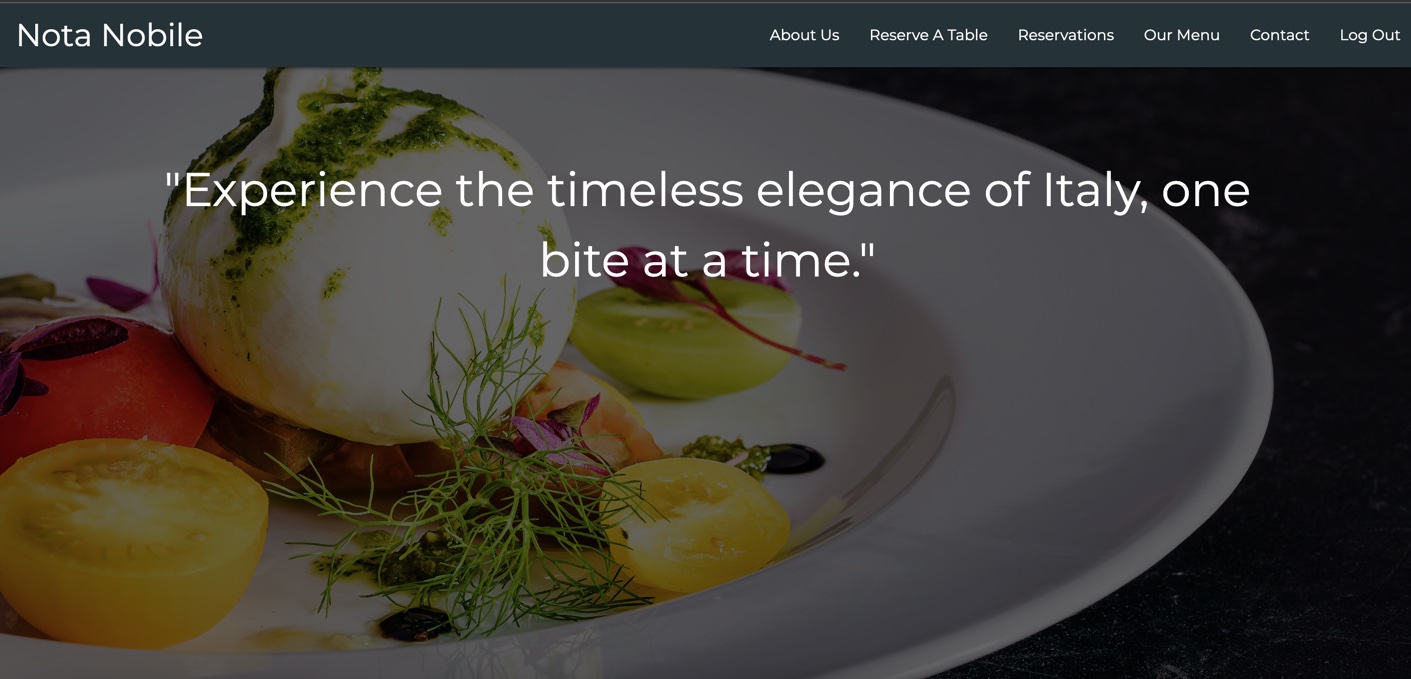 Nota Nobile
About Us Reserve A Table Reservations Our Menu Contact Log Out
"Experience the timeless elegance of Italy, one
bite at a time."